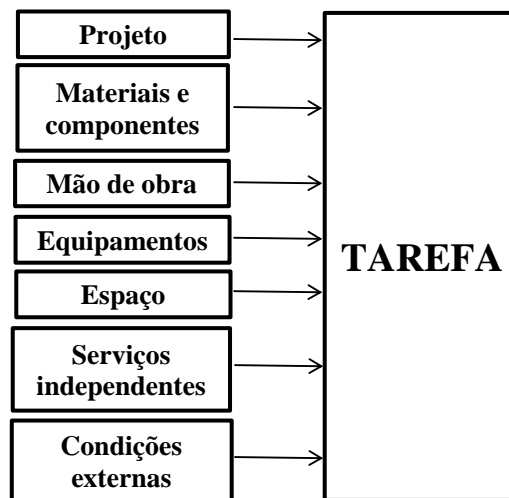 Projeto
Materiais e
componentes
Mão de obra
Equipamentos
Espaço
Serviços
independentes
Condições
externas
TAREFA